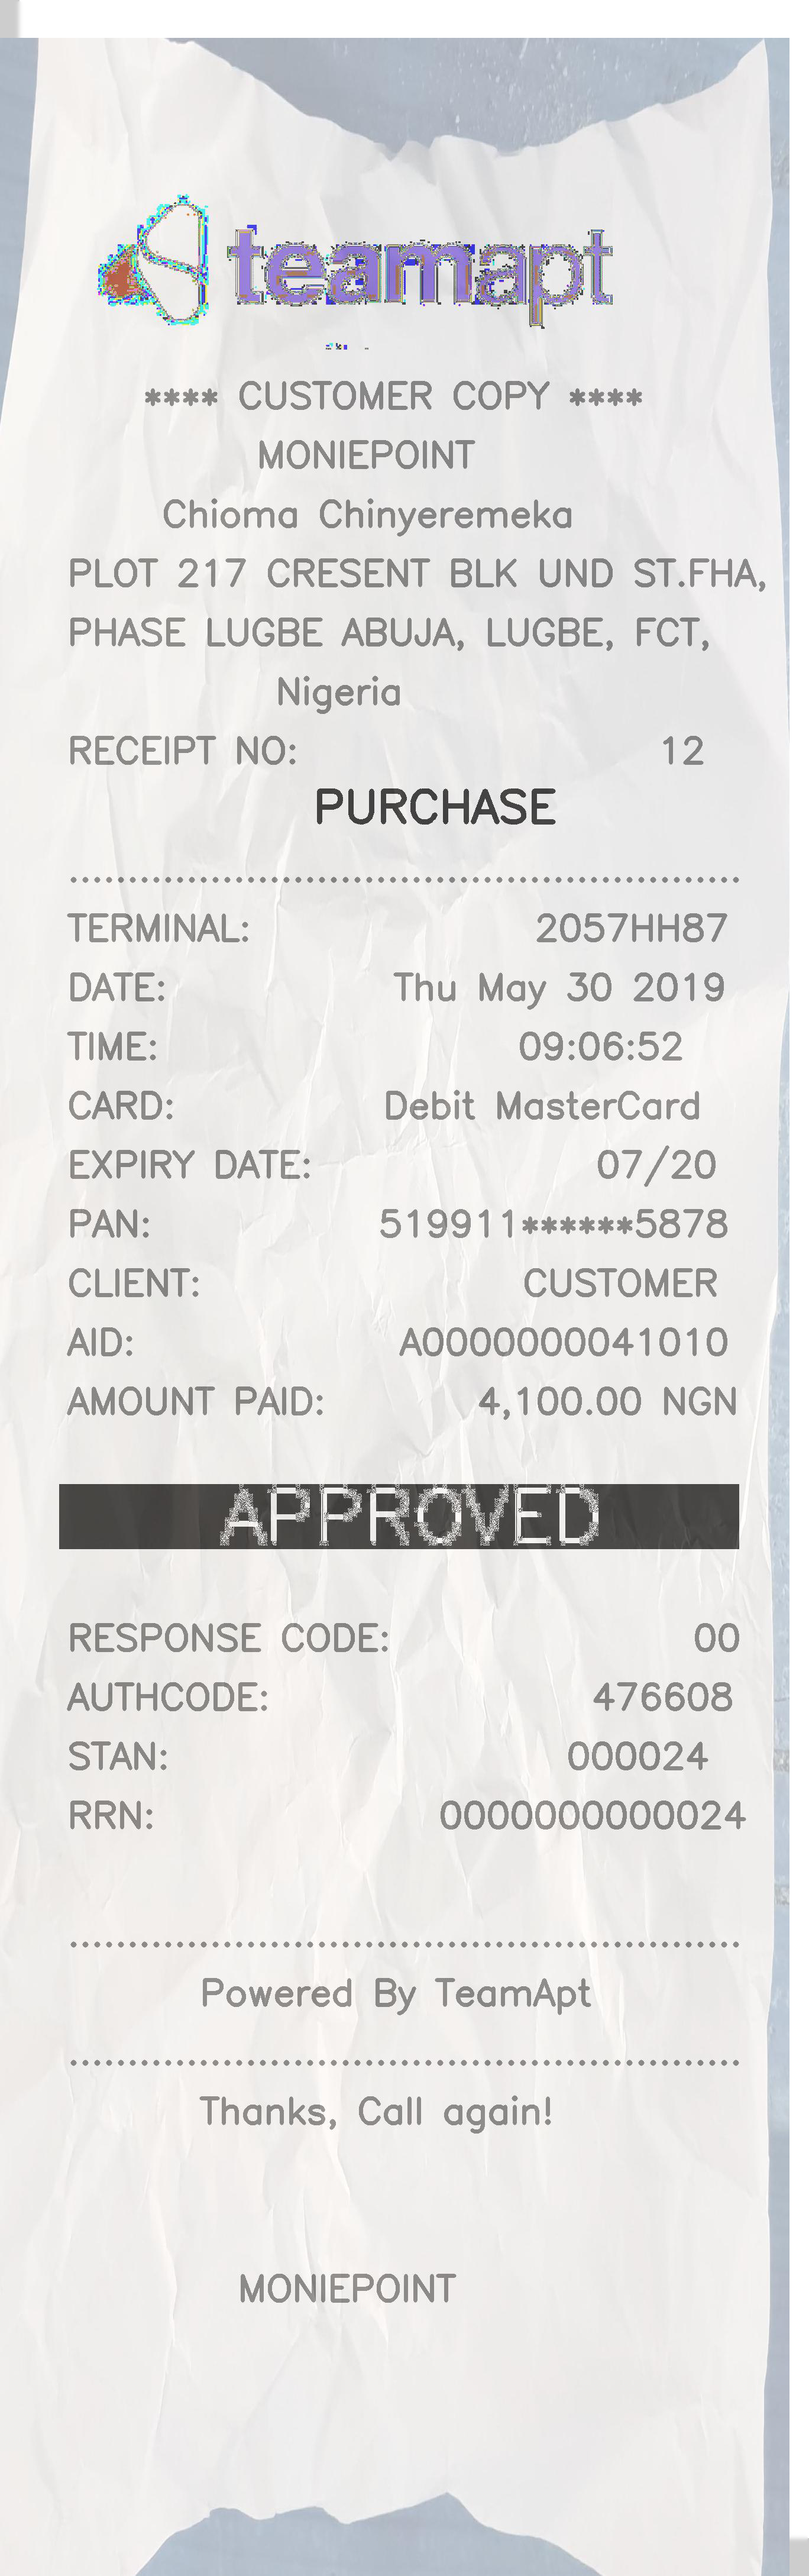 teamapt
**** CUSTOMER COPY ****
MONIEPOINT
Chioma Chinyeremeka
PLOT 217 CRESENT BLK UND ST.FHA,
PHASE LUGBE ABUJA, LUGBE, FCT,
Nigeria
RECEIPT NO: 12
PURCHASE
TERMINAL: 2057HH87
DATE: Thu May 30 2019
TIME: 09:06:52
CARD: Debit MasterCard
EXPIRY DATE: 07/20
PAN: 519911******5878
CLIENT: CUSTOMER
AID: A0000000041010
AMOUNT PAID: 4,100.00 NGN
APPROVED
RESPONSE CODE: 00
AUTHCODE: 476608
STAN: 000024
RRN: 0000000000024
Powered By TeamApt
Thanks, Call again!
MONIEPOINT